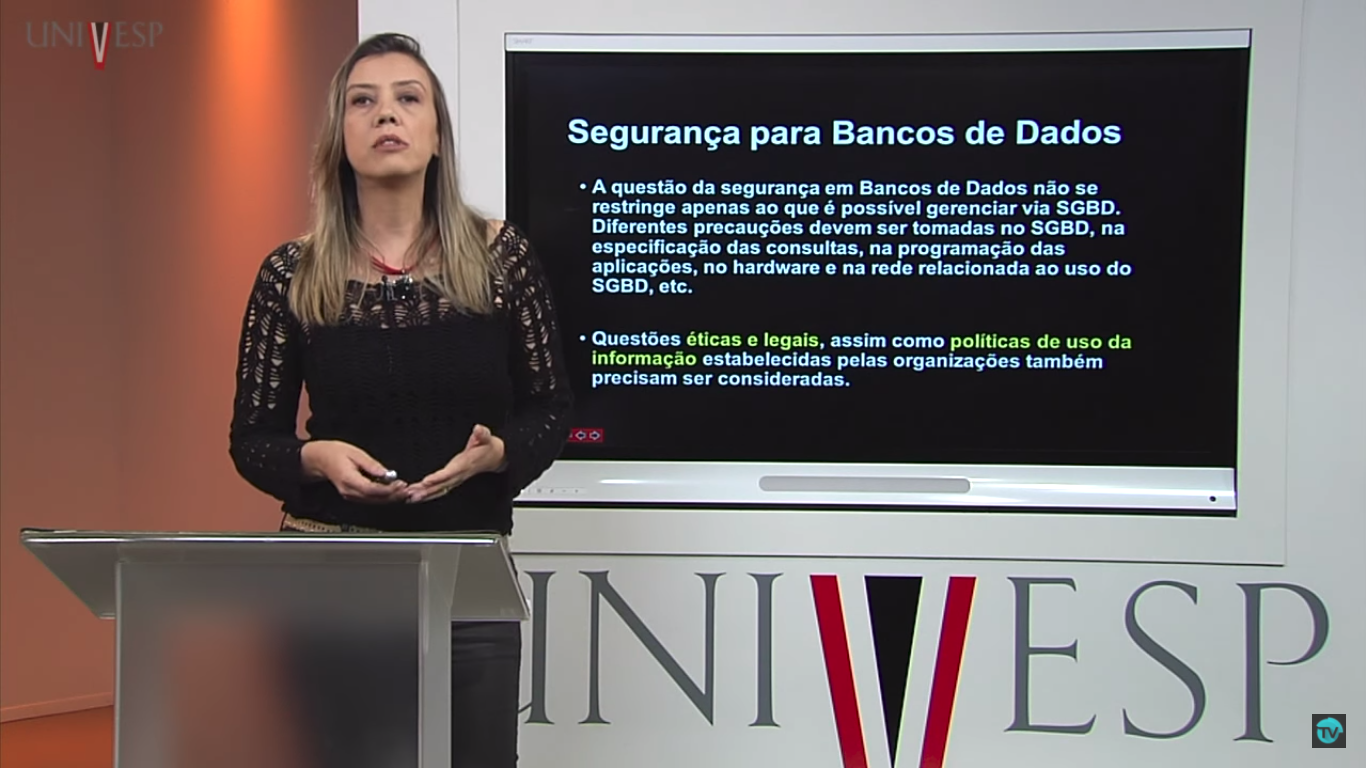 UNIVESP
Segurança para Bancos de Dados
• A questão da segurança em Bancos de Dados não se
restringe apenas ao que é possível gerenciar via SGBD.
Diferentes precauções devem ser tomadas no SGBD, na
especificação das consultas, na programação das
aplicações, no hardware e na rede relacionada ao uso do
SGBD, etc.
• Questões éticas e legais, assim como políticas de uso da
informação estabelecidas pelas organizações também
precisam ser consideradas.
UNIVESP
TV